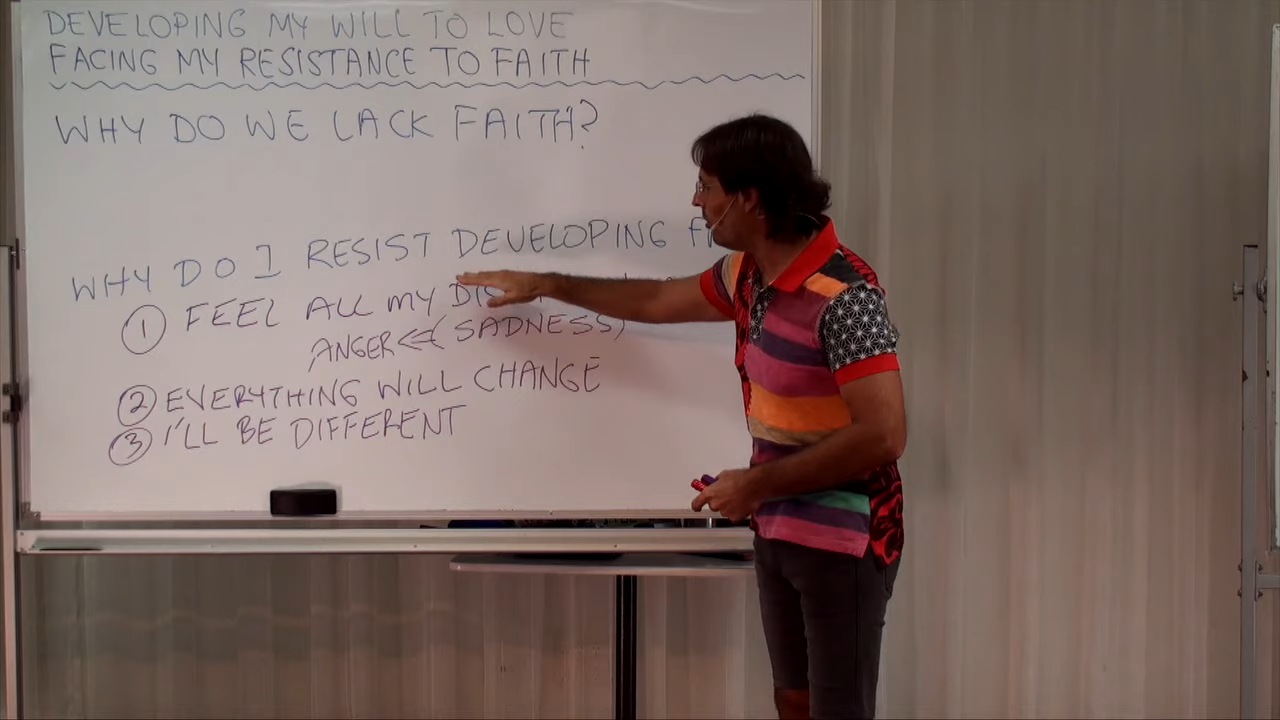 DEVELOPING MY WILL TO LOVE
FACING MY RESISTANCE TO FAITH
WHY DO WE LACK FAITH?
WHY DO I RESIST DEVELOPING
1 FEEL ALL MY
ANGER (SADNESS)
2 EVERYTHING WILL CHANGE
3 I'LL BE DIFFERENT